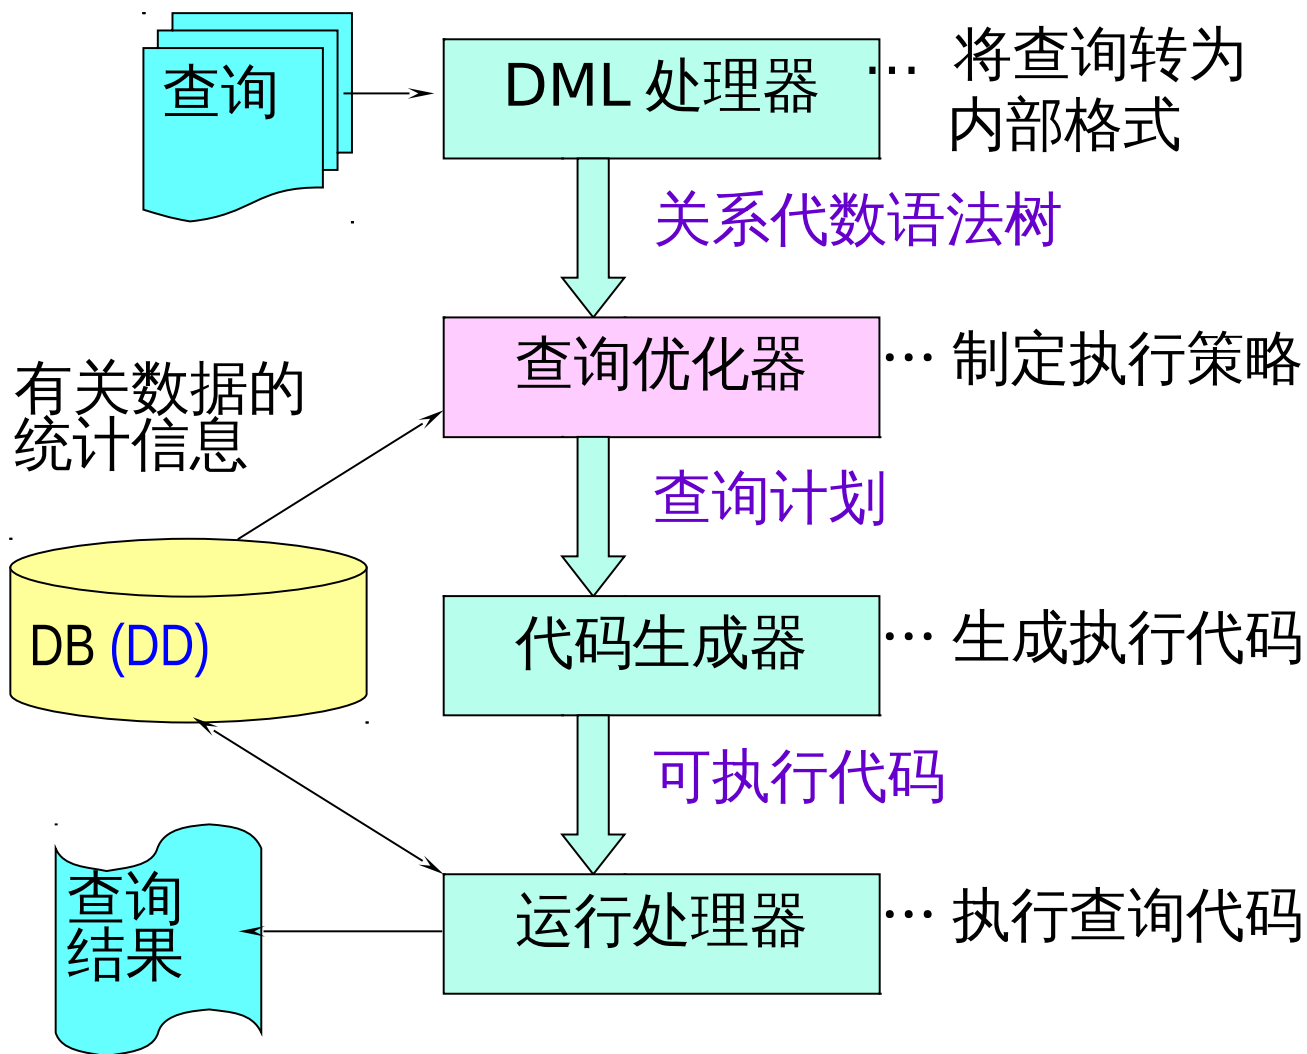 查询
DML 处理器
… 将查询转为
内部格式
关系代数语法树
有关数据的
统计信息
查询优化器
… 制定执行策略
查询计划
DB (DD)
代码生成器
… 生成执行代码
可执行代码
查询
结果
运行处理器
… 执行查询代码